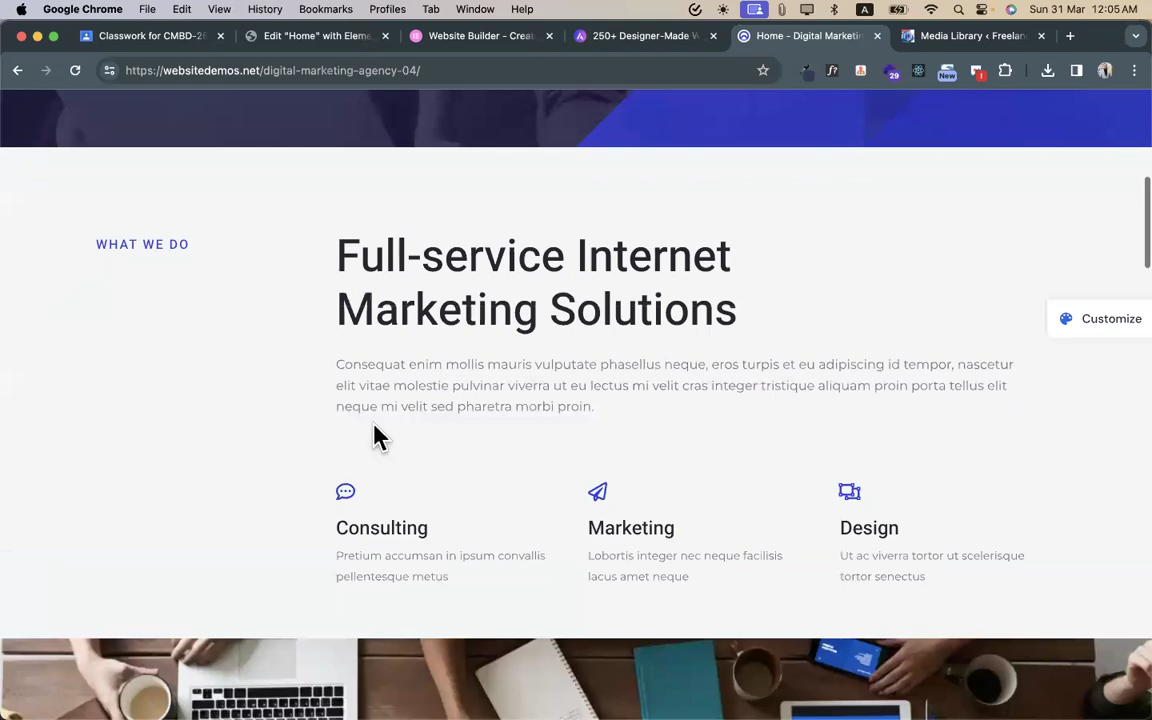 Google Chrome File Edit View History Bookmarks Profiles Tab Window Help A Sun 31 Mar 12:05 AM
Classwork for CMBD-2 Edit "Home" with Eleme Website Builder - Crea 250+ Designer-Made W Home - Digital Marketin Media Library ‹ Freelan
https://websitedemos.net/digital-marketing-agency-04/ f? 29 New
WHAT WE DO
Full-service Internet
Marketing Solutions
Customize
Consequat enim mollis mauris vulputate phasellus neque, eros turpis et eu adipiscing id tempor, nascetur
elit vitae molestie pulvinar viverra ut eu lectus mi velit cras integer tristique aliquam proin porta tellus elit
neque mi velit sed pharetra morbi proin.
Consulting
Pretium accumsan in ipsum convallis
pellentesque metus
Marketing
Lobortis integer nec neque facilisis
lacus amet neque
Design
Ut ac viverra tortor ut scelerisque
tortor senectus